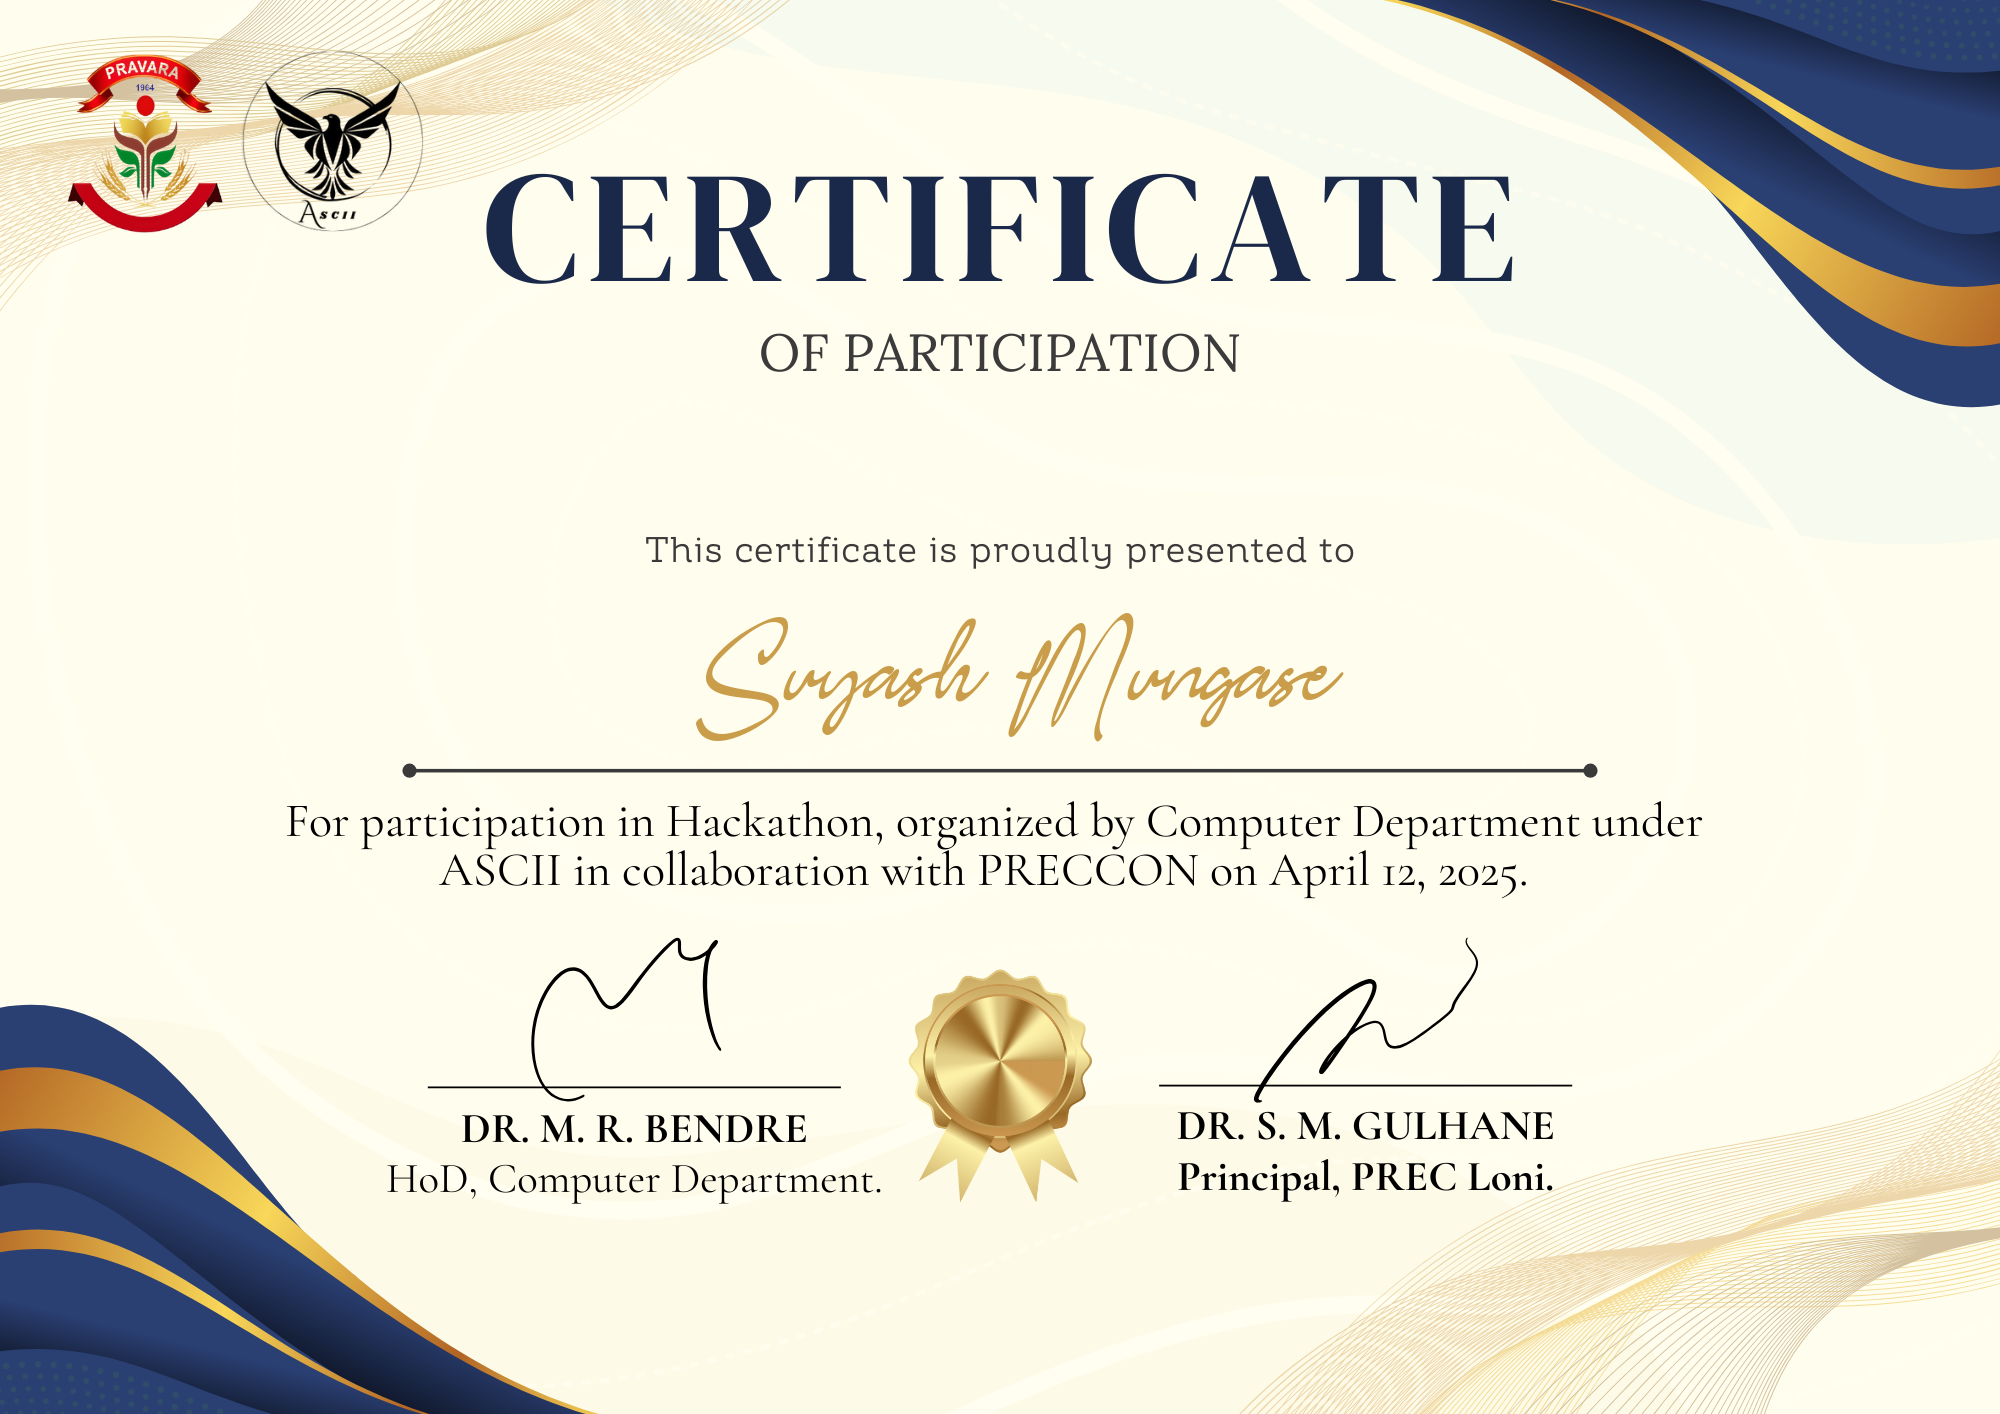 PRAVARA
1964
ASCII
CERTIFICATE
OF PARTICIPATION
This certificate is proudly presented to
Suyash Mungase
For participation in Hackathon, organized by Computer Department under
ASCII in collaboration with PRECCON on April 12, 2025.
DR. M. R. BENDRE
HoD, Computer Department.
DR. S. M. GULHANE
Principal, PREC Loni.